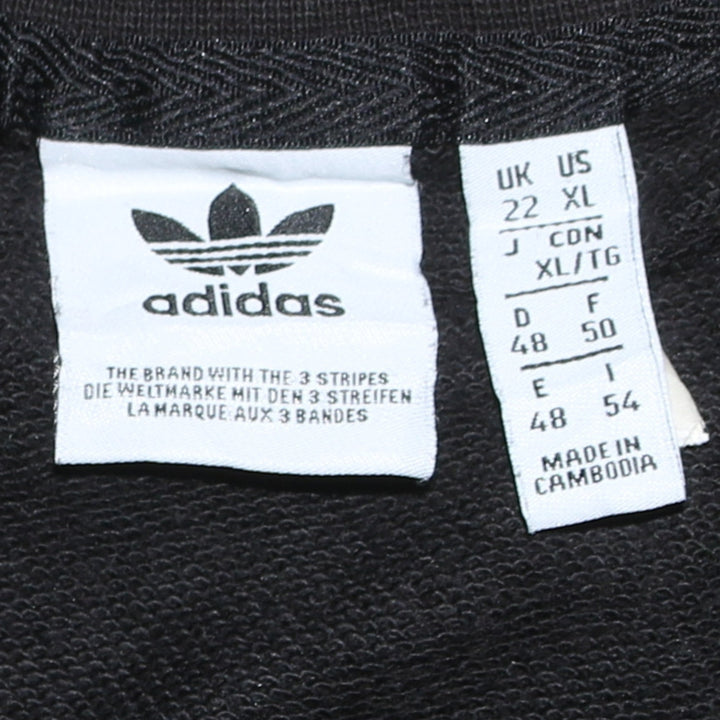 adidas
THE BRAND WITH THE 3 STRIPES
DIE WELTMARKE MIT DEN 3 STREIFEN
LA MARQUE AUX 3 BANDES
UK US
22 XL
J CDN
XL/TG
D F
48 50
E I
48 54
MADE IN
CAMBODIA